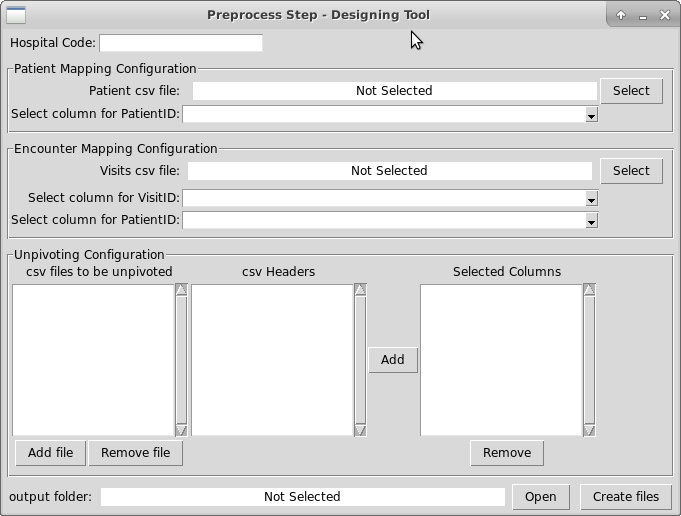 Preprocess Step - Designing Tool
Hospital Code:
Patient Mapping Configuration
Patient csv file: Not Selected Select
Select column for PatientID:
Encounter Mapping Configuration
Visits csv file: Not Selected Select
Select column for VisitID:
Select column for PatientID:
Unpivoting Configuration
csv files to be unpivoted csv Headers Selected Columns
Add
Add file Remove file Remove
output folder: Not Selected Open Create files